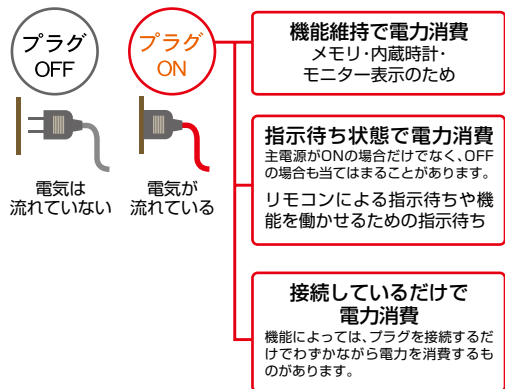 プラグ
OFF
プラグ
ON
電気は
流れていない
電気が
流れている
機能維持で電力消費
メモリ・内蔵時計・
モニター表示のため
指示待ち状態で電力消費
主電源がONの場合だけでなく、OFF
の場合も当てはまることがあります。
リモコンによる指示待ちや機
能を働かせるための指示待ち
接続しているだけで
電力消費
機能によっては、プラグを接続するだ
けでわずかながら電力を消費するも
のがあります。